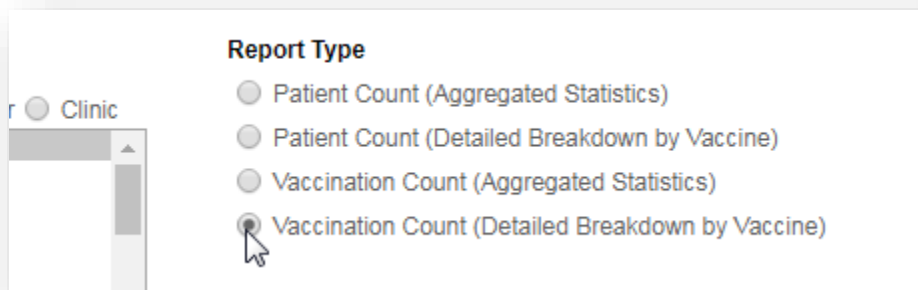 Report Type
Patient Count (Aggregated Statistics)
r Clinic
Patient Count (Detailed Breakdown by Vaccine)
Vaccination Count (Aggregated Statistics)
Vaccination Count (Detailed Breakdown by Vaccine)